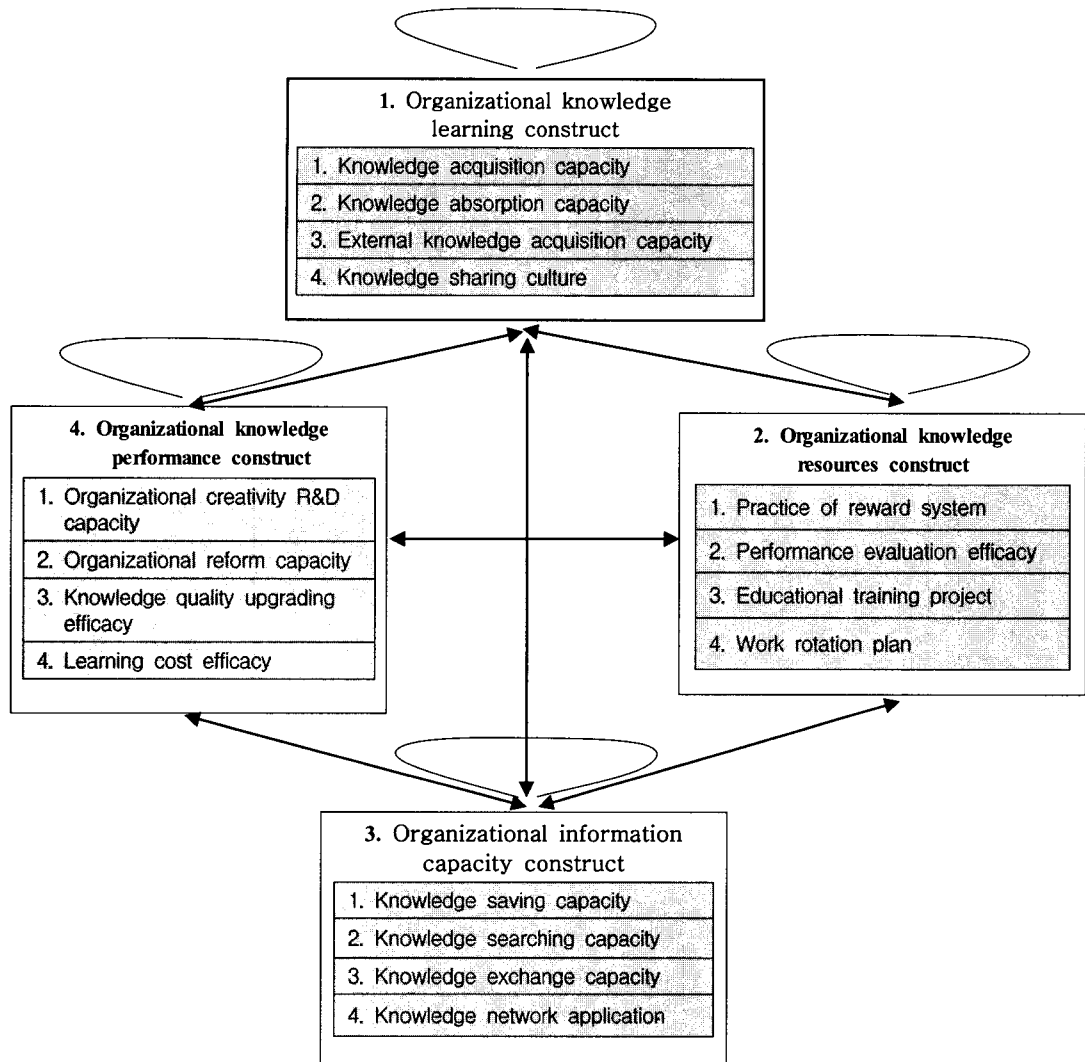 1. Organizational knowledge
learning construct
1. Knowledge acquisition capacity
2. Knowledge absorption capacity
3. External knowledge acquisition capacity
4. Knowledge sharing culture
4. Organizational knowledge
performance construct
1. Organizational creativity R&D
capacity
2. Organizational reform capacity
3. Knowledge quality upgrading
efficacy
4. Learning cost efficacy
2. Organizational knowledge
resources construct
1. Practice of reward system
2. Performance evaluation efficacy
3. Educational training project
4. Work rotation plan
3. Organizational information
capacity construct
1. Knowledge saving capacity
2. Knowledge searching capacity
3. Knowledge exchange capacity
4. Knowledge network application